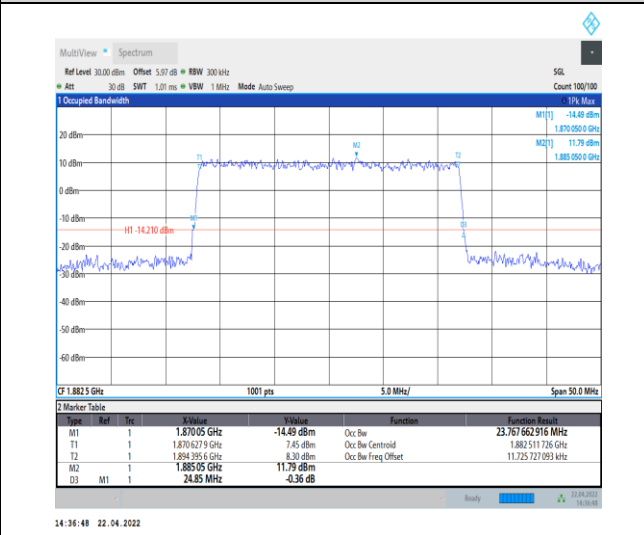 MultiView Spectrum
Ref Level 30.00 dBm Offset 5.97 dB RBW 300 kHz SGL
Att 30 dB SWT 1.01 ms VBW 1 MHz Mode Auto Sweep Count 100/100
1 Occupied Bandwidth 1Pk Max
M1[1] -14.49 dBm
1.870 050 0 GHz
M2[1] 11.79 dBm
1.885 050 0 GHz
20 dBm
M2
T1
T2
10 dBm
0 dBm
-10 dBm
M1
D3
H1 -14.210 dBm
-20 dBm
-30 dBm
-40 dBm
-50 dBm
-60 dBm
CF 1.882 5 GHz 1001 pts 5.0 MHz/ Span 50.0 MHz
2 Marker Table
Type Ref Trc X-Value Y-Value Function Function Result
M1 1 1.870 05 GHz -14.49 dBm Occ Bw 23.767 662 916 MHz
T1 1 1.870 627 9 GHz 7.45 dBm Occ Bw Centroid 1.882 511 726 GHz
T2 1 1.894 395 6 GHz 8.30 dBm Occ Bw Freq Offset 11.725 727 093 kHz
M2 1 1.885 05 GHz 11.79 dBm
D3 M1 1 24.85 MHz -0.36 dB
Ready 22.04.2022
14:36:48
14:36:48 22.04.2022